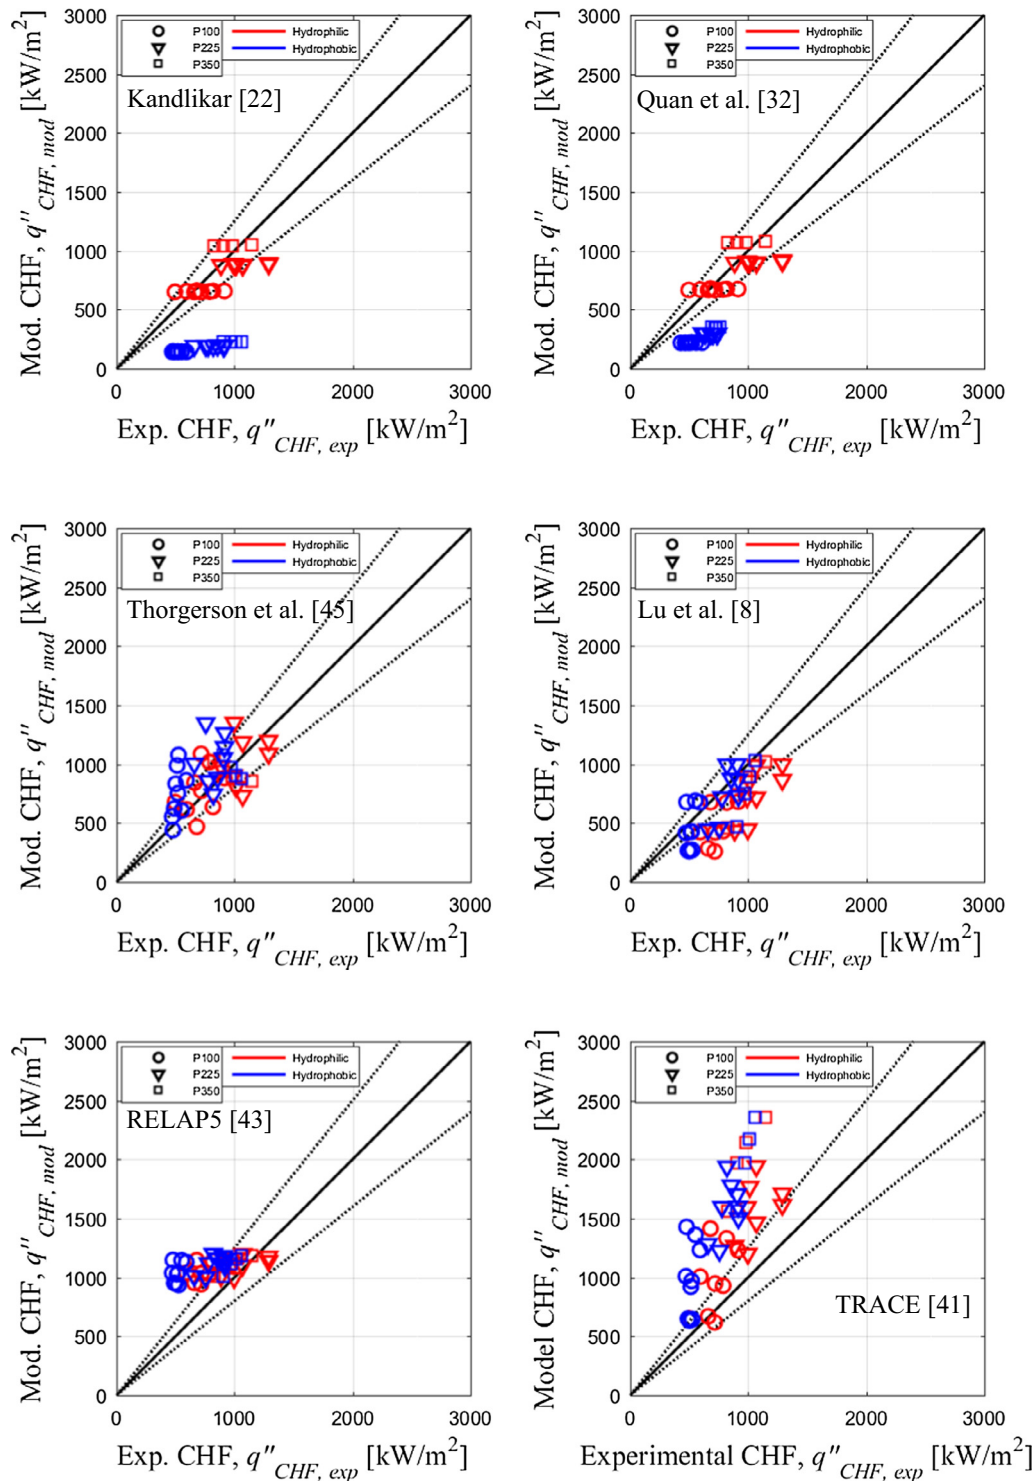 3000
2500
2000
1500
1000
500
0
0 1000 2000 3000
Mod. CHF, q''CHF, mod [kW/m2]
Exp. CHF, q''CHF, exp [kW/m2]
P100
P225
P350
Hydrophilic
Hydrophobic
Kandlikar [22]
3000
2500
2000
1500
1000
500
0
0 1000 2000 3000
Mod. CHF, q''CHF, mod [kW/m2]
Exp. CHF, q''CHF, exp [kW/m2]
P100
P225
P350
Hydrophilic
Hydrophobic
Quan et al. [32]
3000
2500
2000
1500
1000
500
0
0 1000 2000 3000
Mod. CHF, q''CHF, mod [kW/m2]
Exp. CHF, q''CHF, exp [kW/m2]
P100
P225
P350
Hydrophilic
Hydrophobic
Thorgerson et al. [45]
3000
2500
2000
1500
1000
500
0
0 1000 2000 3000
Mod. CHF, q''CHF, mod [kW/m2]
Exp. CHF, q''CHF, exp [kW/m2]
P100
P225
P350
Hydrophilic
Hydrophobic
Lu et al. [8]
3000
2500
2000
1500
1000
500
0
0 1000 2000 3000
Mod. CHF, q''CHF, mod [kW/m2]
Exp. CHF, q''CHF, exp [kW/m2]
P100
P225
P350
Hydrophilic
Hydrophobic
RELAP5 [43]
3000
2500
2000
1500
1000
500
0
0 1000 2000 3000
Model CHF, q''CHF, mod [kW/m2]
Experimental CHF, q''CHF, exp [kW/m2]
P100
P225
P350
Hydrophilic
Hydrophobic
TRACE [41]